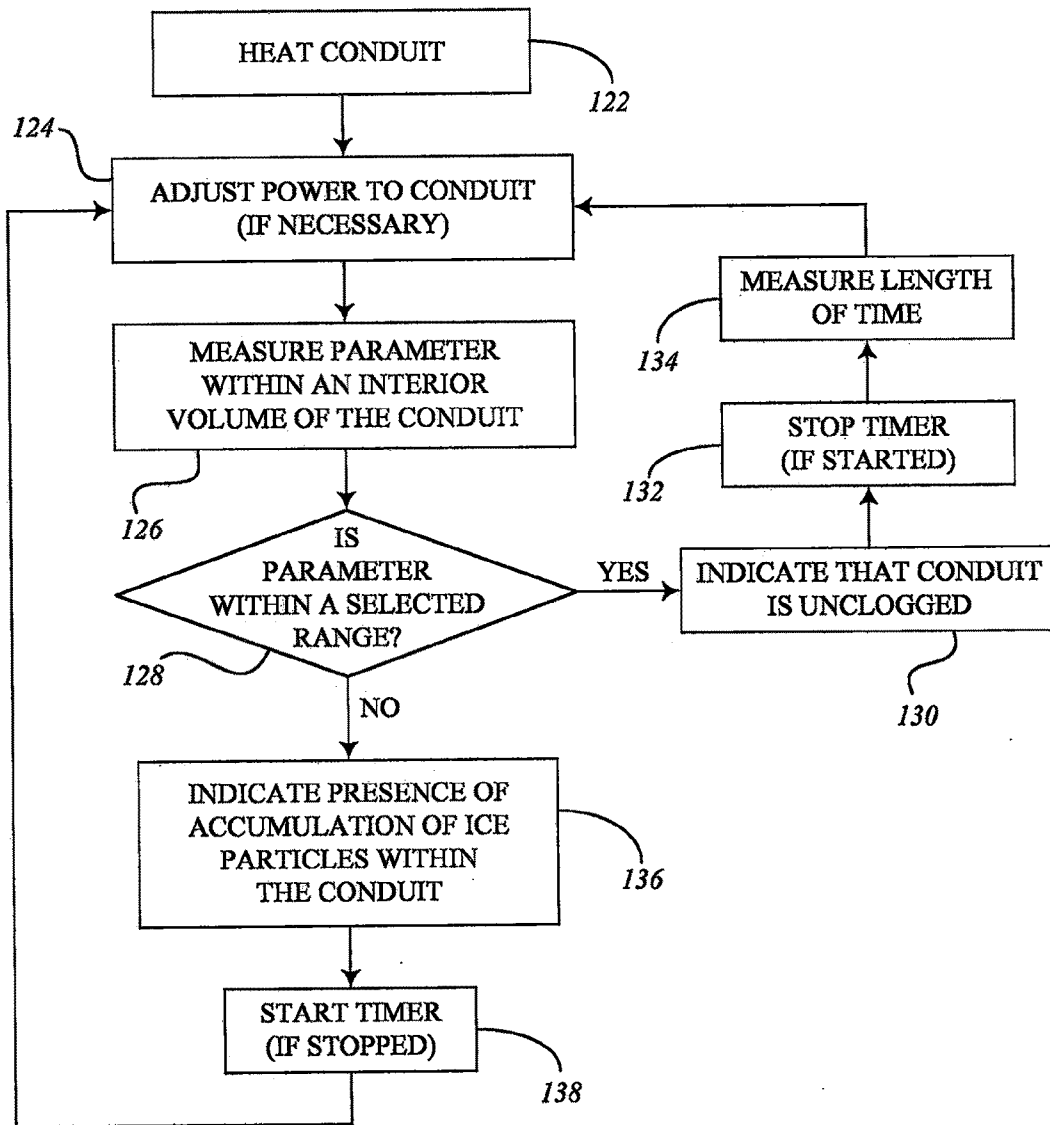 HEAT CONDUIT
122
124
ADJUST POWER TO CONDUIT
(IF NECESSARY)
MEASURE LENGTH
OF TIME
134
MEASURE PARAMETER
WITHIN AN INTERIOR
VOLUME OF THE CONDUIT
126
STOP TIMER
(IF STARTED)
132
IS
PARAMETER
WITHIN A SELECTED
RANGE?
128
YES
INDICATE THAT CONDUIT
IS UNCLOGGED
130
NO
INDICATE PRESENCE OF
ACCUMULATION OF ICE
PARTICLES WITHIN
THE CONDUIT
136
START TIMER
(IF STOPPED)
138